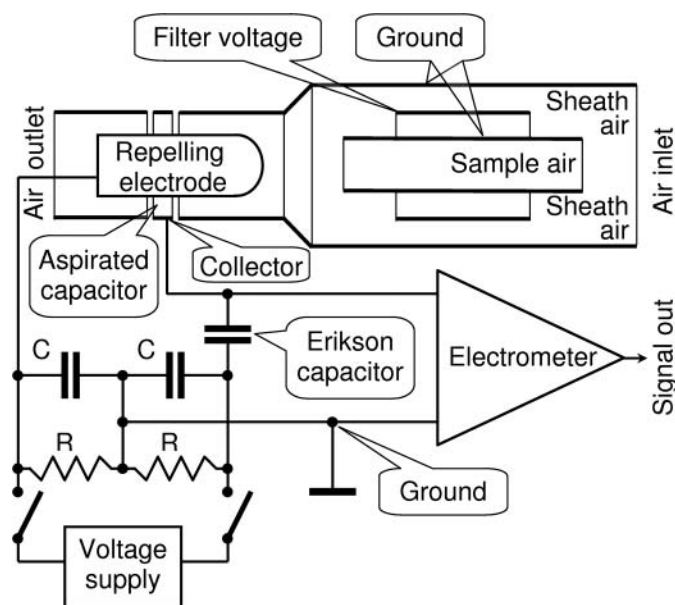 Filter voltage
Ground
Sheath
air
Air outlet
Repelling
electrode
Sample air
Air inlet
Sheath
air
Aspirated
capacitor
Collector
Erikson
capacitor
Electrometer
Signal out
C
C
R
R
Ground
Voltage
supply